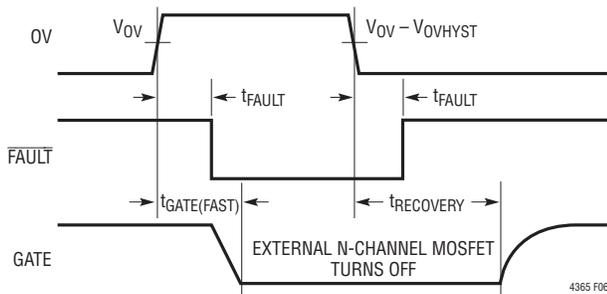 OV
V_OV
V_OV – V_OVHYST
t_FAULT
t_FAULT
FAULT
t_GATE(FAST)
t_RECOVERY
GATE
EXTERNAL N-CHANNEL MOSFET
TURNS OFF
4365 F06